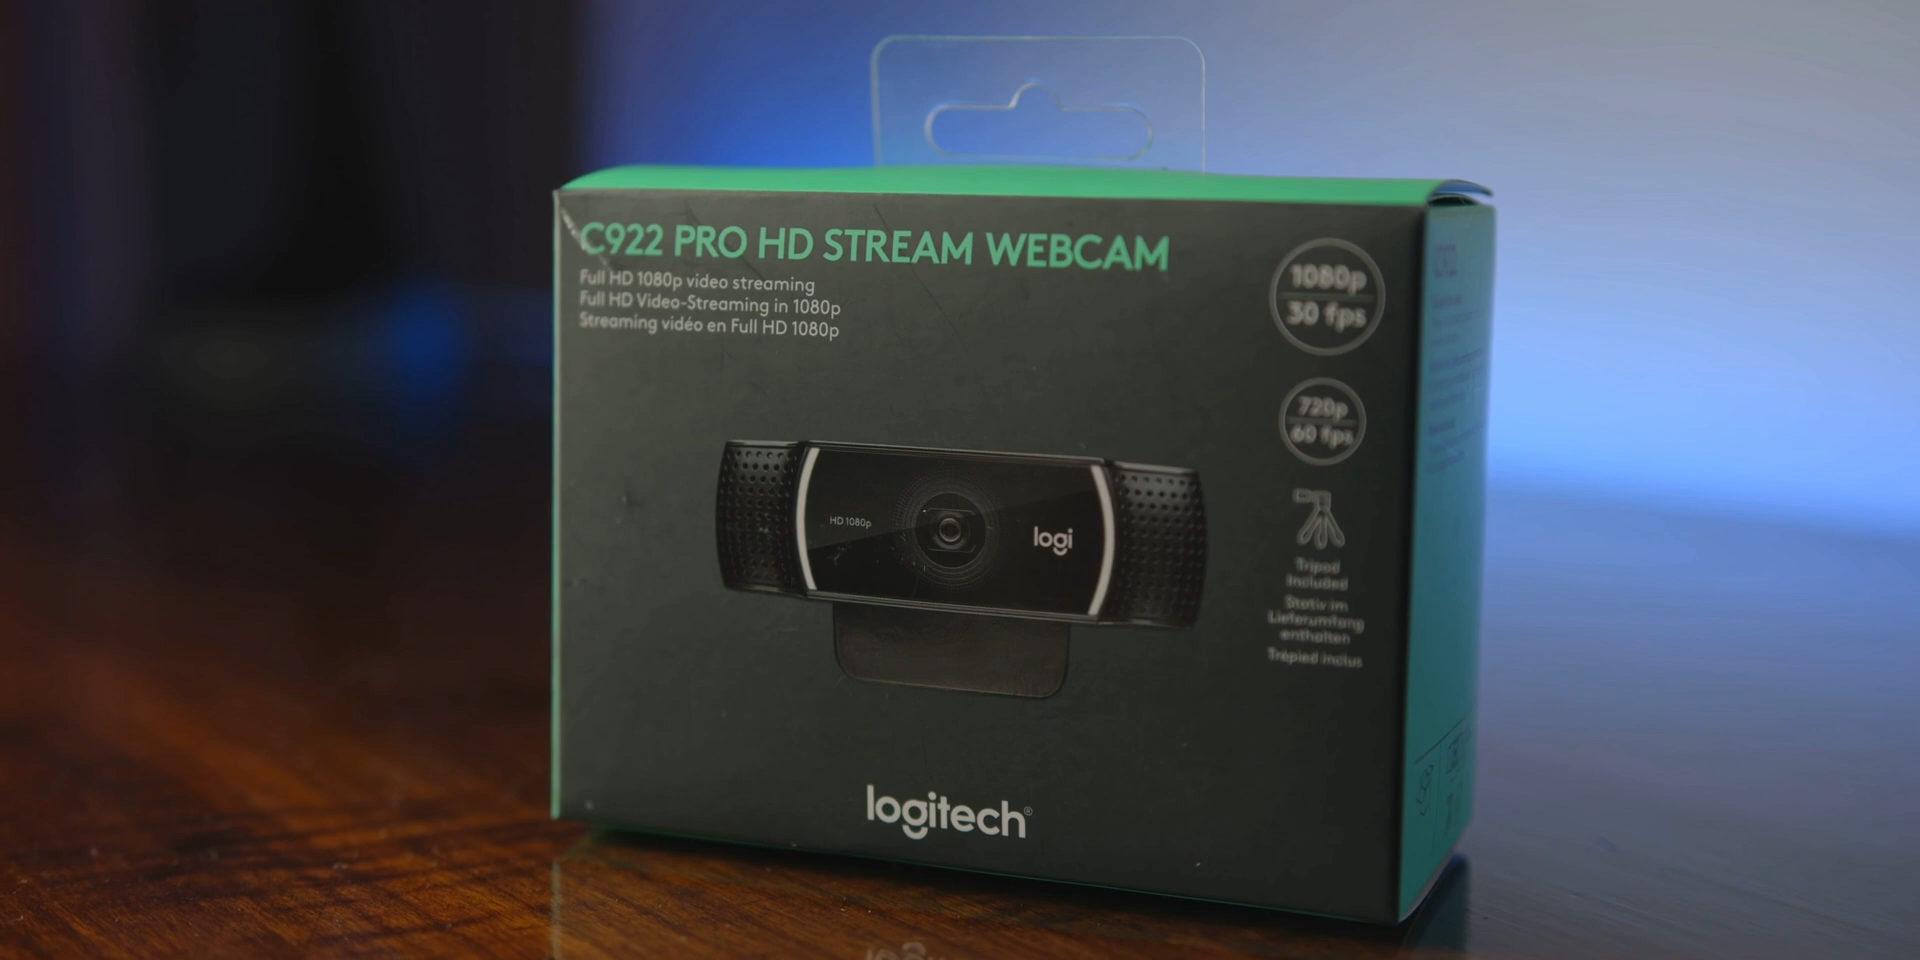 C922 PRO HD STREAM WEBCAM
Full HD 1080p video streaming
Full HD Video-Streaming in 1080p
Streaming vidéo en Full HD 1080p
1080p
30 fps
720p
60 fps
Tripod
Included
Stativ im
Lieferumfang
enthalten
Trépied inclus
HD 1080p
logi
logitech®